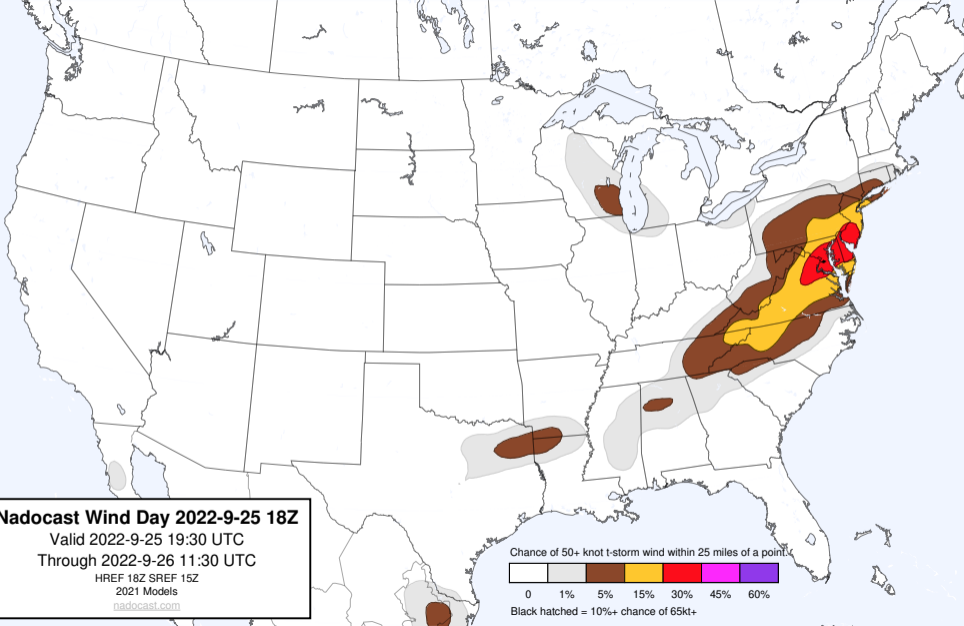 Nadocast Wind Day 2022-9-25 18Z
Valid 2022-9-25 19:30 UTC
Through 2022-9-26 11:30 UTC
HREF 18Z SREF 15Z
2021 Models
nadocast.com
Chance of 50+ knot t-storm wind within 25 miles of a point.
0 1% 5% 15% 30% 45% 60%
Black hatched = 10%+ chance of 65kt+